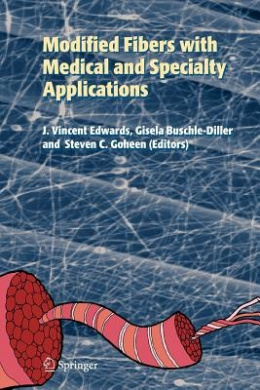 Modified Fibers with
Medical and Specialty
Applications
J. Vincent Edwards, Gisela Buschle-Diller
and Steven C. Goheen (Editors)
Springer